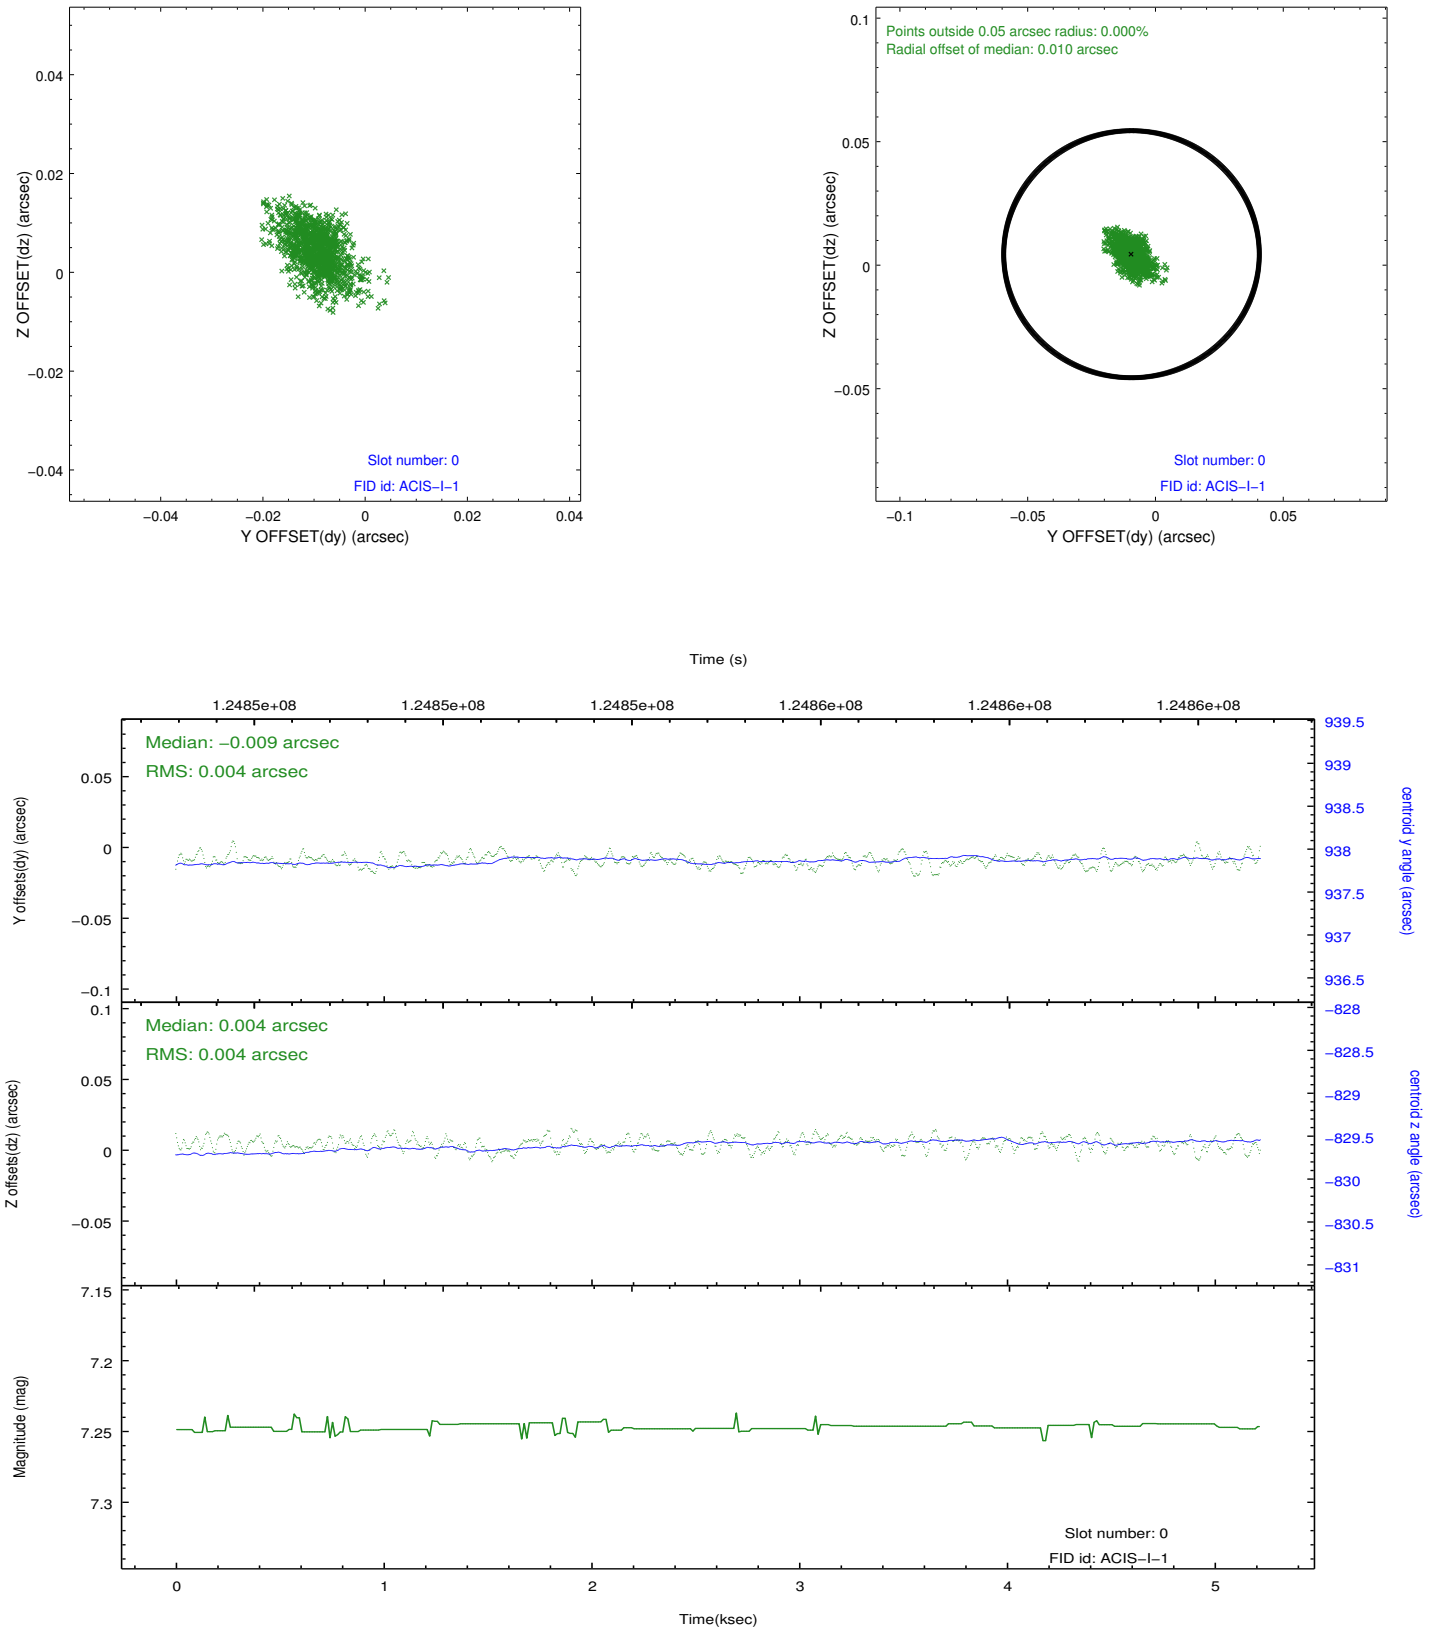 0.04
0.02
0
−0.02
−0.04
Z OFFSET(dz) (arcsec)
Slot number: 0
FID id: ACIS−I−1
−0.04
−0.02
0
0.02
0.04
Y OFFSET(dy) (arcsec)
0.1
0.05
0
−0.05
Z OFFSET(dz) (arcsec)
Points outside 0.05 arcsec radius: 0.000%
Radial offset of median: 0.010 arcsec
Slot number: 0
FID id: ACIS−I−1
−0.1
−0.05
0
0.05
Y OFFSET(dy) (arcsec)
Time (s)
1.2485e+08
1.2485e+08
1.2485e+08
1.2486e+08
1.2486e+08
1.2486e+08
Median: −0.009 arcsec
RMS: 0.004 arcsec
0.05
0
−0.05
−0.1
Y offsets(dy) (arcsec)
939.5
939
938.5
938
937.5
937
936.5
centroid y angle (arcsec)
Median: 0.004 arcsec
RMS: 0.004 arcsec
0.1
0.05
0
−0.05
Z offsets(dz) (arcsec)
−828
−828.5
−829
−829.5
−830
−830.5
−831
centroid z angle (arcsec)
7.15
7.2
7.25
7.3
Magnitude (mag)
Slot number: 0
FID id: ACIS−I−1
0
1
2
3
4
5
Time(ksec)